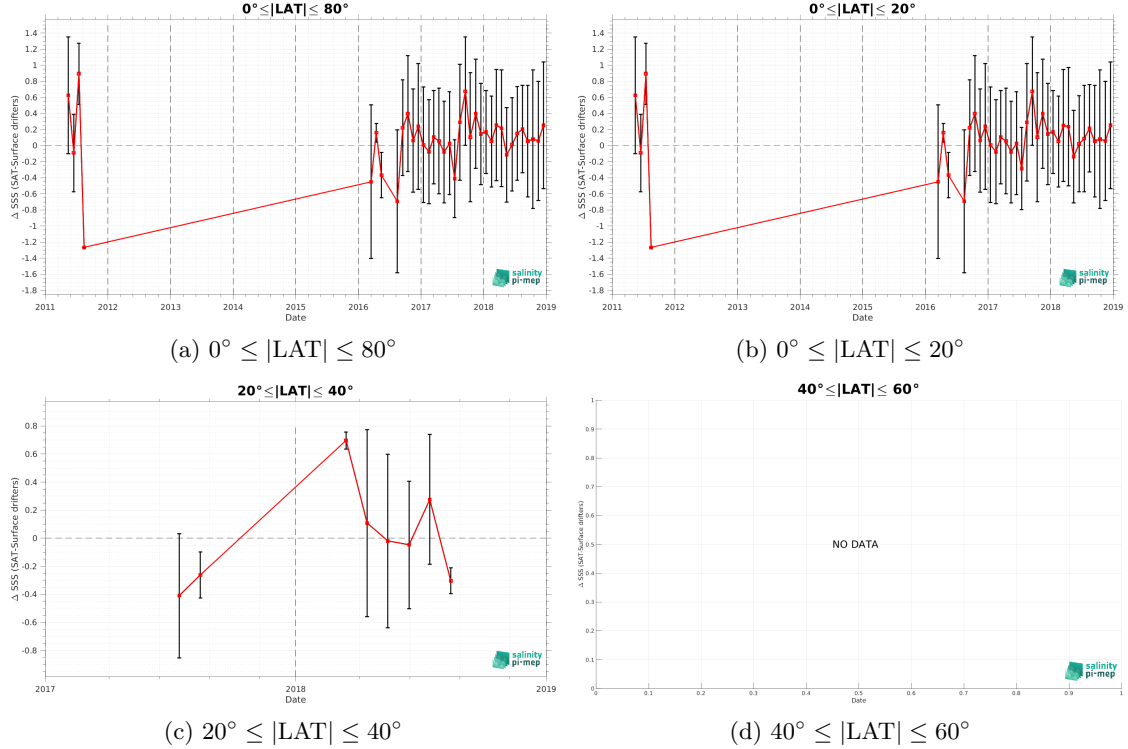 0°≤|LAT|≤ 80°
Δ SSS (SAT-Surface drifters)
1.4
1.2
1
0.8
0.6
0.4
0.2
0
-0.2
-0.4
-0.6
-0.8
-1
-1.2
-1.4
-1.6
-1.8
2011 2012 2013 2014 2015 2016 2017 2018 2019
Date
salinity
pi-mep
(a) 0° ≤ |LAT| ≤ 80°
0°≤|LAT|≤ 20°
Δ SSS (SAT-Surface drifters)
1.4
1.2
1
0.8
0.6
0.4
0.2
0
-0.2
-0.4
-0.6
-0.8
-1
-1.2
-1.4
-1.6
-1.8
2011 2012 2013 2014 2015 2016 2017 2018 2019
Date
salinity
pi-mep
(b) 0° ≤ |LAT| ≤ 20°
20°≤|LAT|≤ 40°
Δ SSS (SAT-Surface drifters)
0.8
0.6
0.4
0.2
0
-0.2
-0.4
-0.6
-0.8
2017 2018 2019
Date
salinity
pi-mep
(c) 20° ≤ |LAT| ≤ 40°
40°≤|LAT|≤ 60°
Δ SSS (SAT-Surface drifters)
1
0.9
0.8
0.7
0.6
0.5
0.4
0.3
0.2
0.1
0
NO DATA
0 0.1 0.2 0.3 0.4 0.5 0.6 0.7 0.8 0.9 1
Date
salinity
pi-mep
(d) 40° ≤ |LAT| ≤ 60°